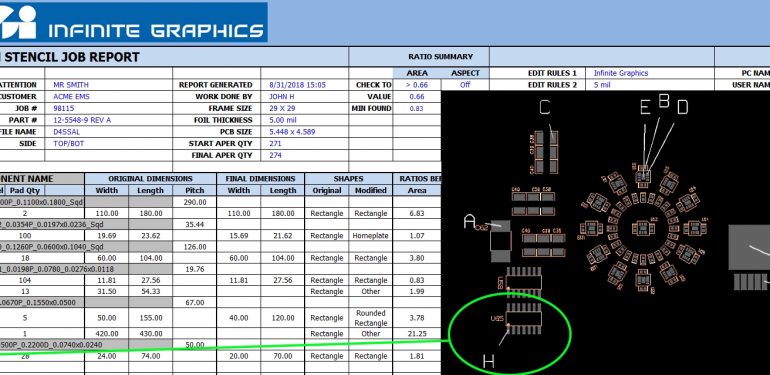 INFINITE GRAPHICS
STENCIL JOB REPORT
RATIO SUMMARY
AREA ASPECT
EDIT RULES 1 Infinite Graphics PC NAM
ATTENTION MR SMITH REPORT GENERATED 8/31/2018 15:05 CHECK TO > 0.66 Off EDIT RULES 2 5 mil USER NAM
CUSTOMER ACME EMS WORK DONE BY JOHN H VALUE 0.66
JOB # 98115 FRAME SIZE 29 X 29 MIN FOUND 0.83
PART 12-5548-9 REV A FOIL THICKNESS 5.00 mil
FILE NAME D4SSAL PCB SIZE 5.448 x 4.589
SIDE TOP/BOT START APER QTY 271
FINAL APER QTY 274
NENT NAME ORIGINAL DIMENSIONS FINAL DIMENSIONS SHAPES RATIOS BEF
el Pad Qty Width Length Pitch Width Length Original Modified Area
00P_0.1100x0.1800_Sqd 290.00
2 110.00 180.00 110.00 180.00 Rectangle Rectangle 6.83
2_0.0354P_0.0197x0.0236_Sqd 35.44
100 19.69 23.62 15.69 21.62 Rectangle Homeplate 1.07
0_0.1260P_0.0600x0.1040_Sqd 126.00
18 60.00 104.00 60.00 104.00 Rectangle Rectangle 3.80
1_0.0198P_0.0780_0.0276x0.0118 19.76
104 11.81 27.56 11.81 27.56 Rectangle Rectangle 0.83
13 31.50 54.33 Rectangle Other 1.99
.0670P_0.1550x0.0500 67.00
5 50.00 155.00 40.00 120.00 Rectangle Rounded Rectangle 3.78
1 420.00 430.00 Rectangle Other 21.25
500P_0.2200D_0.0740x0.0240 50.00
28 24.00 74.00 20.00 70.00 Rectangle Rectangle 1.81
C
E B D
A
H